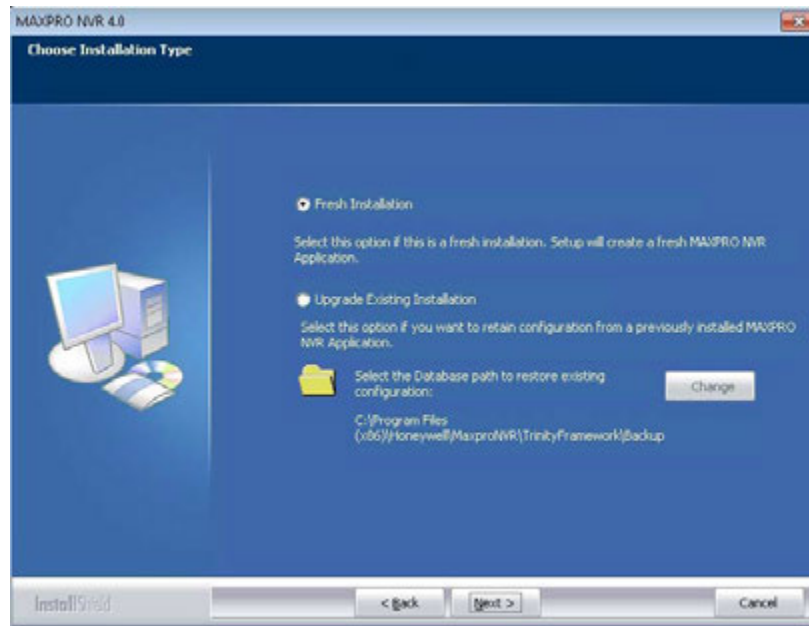 MAXPRO NVR 4.0
Choose Installation Type
Fresh Installation
Select this option if this is a fresh installation. Setup will create a fresh MAXPRO NVR
Application.
Upgrade Existing Installation
Select this option if you want to retain configuration from a previously installed MAXPRO
NVR Application.
Select the Database path to restore existing
configuration:
Change
C:\Program Files
(x86)\Honeywell\MaxproNVR\TrinityFramework\Backup
InstallShield
< Back
Next >
Cancel